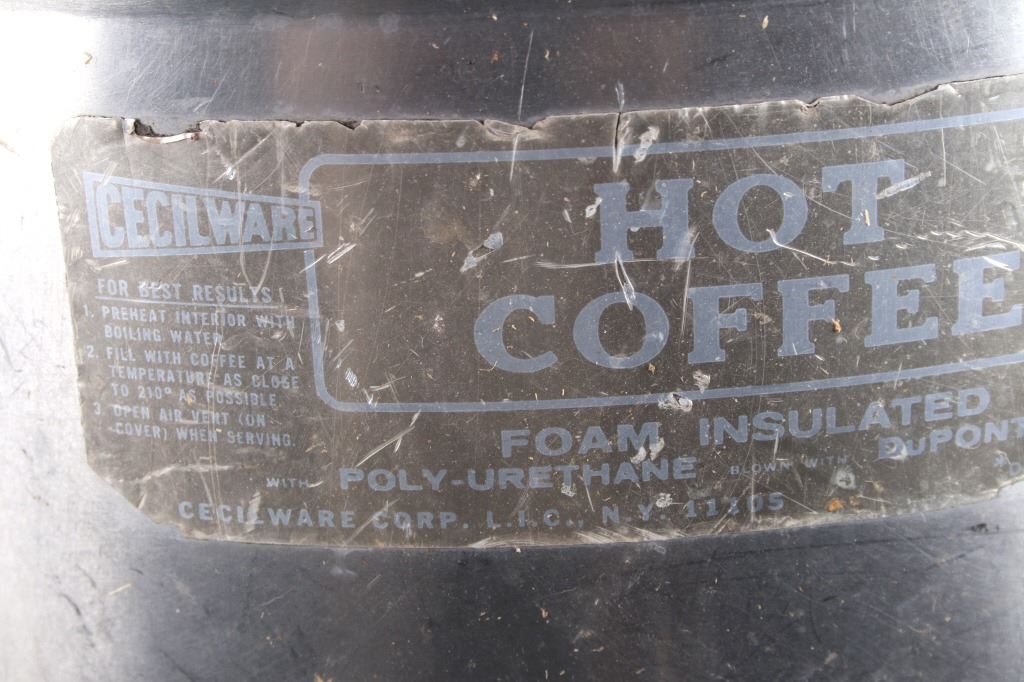 CECILWARE
FOR BEST RESULTS
1. PREHEAT INTERIOR WITH
BOILING WATER
2. FILL WITH COFFEE AT A
TEMPERATURE AS CLOSE
TO 210° AS POSSIBLE
3. OPEN AIR VENT (ON
COVER) WHEN SERVING.
HOT
COFFEE
FOAM INSULATED
WITH POLY-URETHANE BLOWN WITH DuPONT
CECILWARE CORP. L.I.C., N.Y. 11105